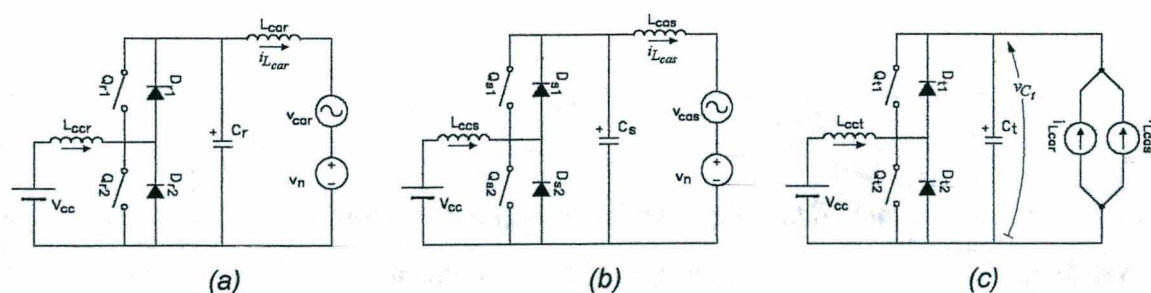 Lcar
iLcar
Qr1
Dr1
Lccr
Cr
+
vcar
Qr2
Dr2
Vcc
vn
+
−
(a)
Lcas
iLcas
Qs1
Ds1
Lccs
Cs
+
vcas
Qs2
Ds2
Vcc
vn
+
−
(b)
Qt1
Dt1
Lcct
Ct
+
vCt
iLcar
iLcas
Qt2
Dt2
Vcc
(c)